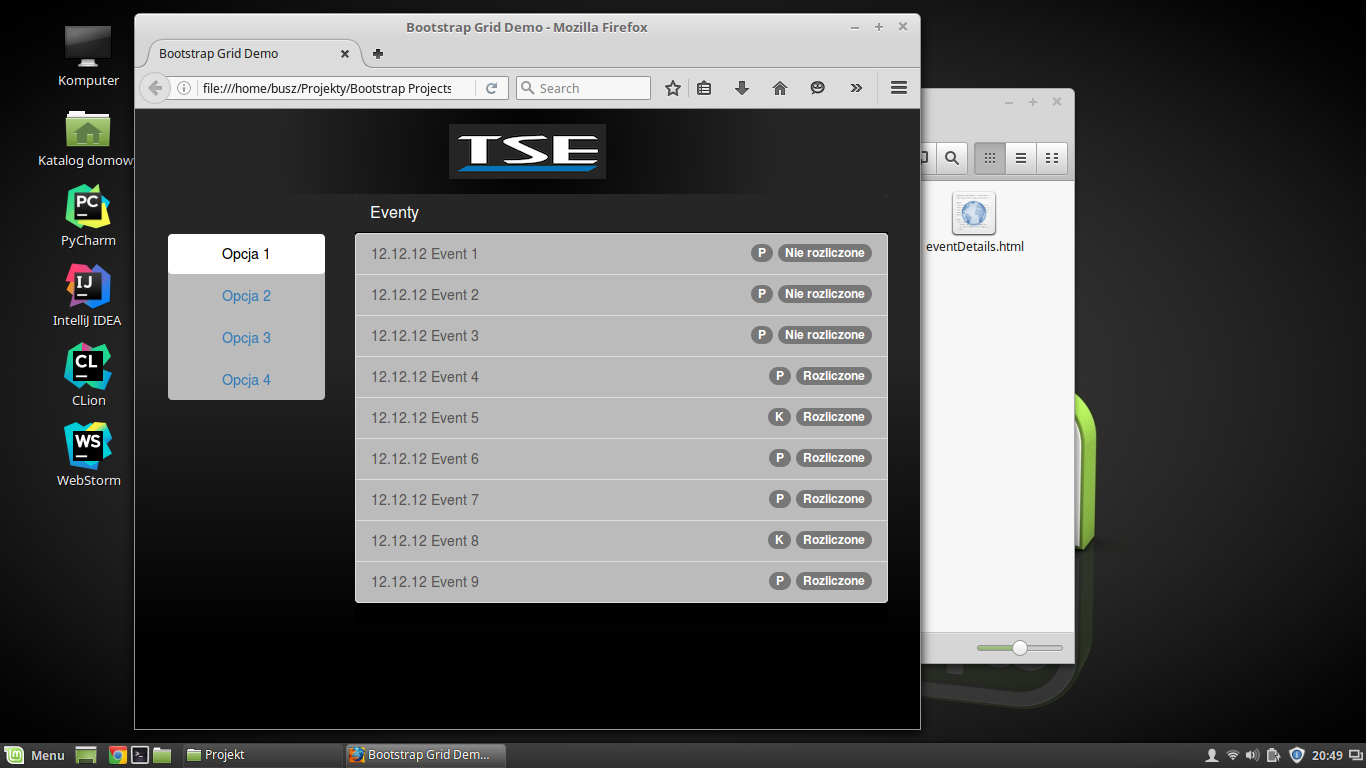 Bootstrap Grid Demo - Mozilla Firefox
Bootstrap Grid Demo
file:///home/busz/Projekty/Bootstrap Projects
Search
Komputer
Katalog domow
PyCharm
IntelliJ IDEA
CLion
WebStorm
PC
IJ
CL
WS
TSE
Opcja 1
Opcja 2
Opcja 3
Opcja 4
Eventy
12.12.12 Event 1 P Nie rozliczone
12.12.12 Event 2 P Nie rozliczone
12.12.12 Event 3 P Nie rozliczone
12.12.12 Event 4 P Rozliczone
12.12.12 Event 5 K Rozliczone
12.12.12 Event 6 P Rozliczone
12.12.12 Event 7 P Rozliczone
12.12.12 Event 8 K Rozliczone
12.12.12 Event 9 P Rozliczone
eventDetails.html
Menu
Projekt
Bootstrap Grid Dem...
20:49